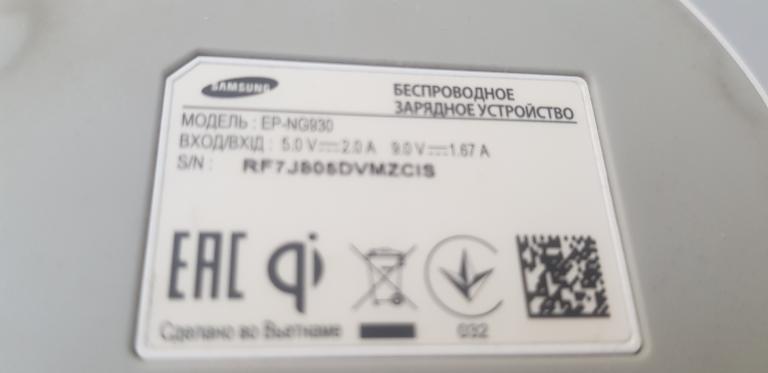 SAMSUNG
БЕСПРОВОДНОЕ
ЗАРЯДНОЕ УСТРОЙСТВО
МОДЕЛЬ : EP-NG930
ВХОД/ВХІД : 5.0 V⎓2.0 A 9.0 V⎓1.67 A
S/N : RF7J805DVMZCIS
EAC qi
Сделано во Вьетнаме 032